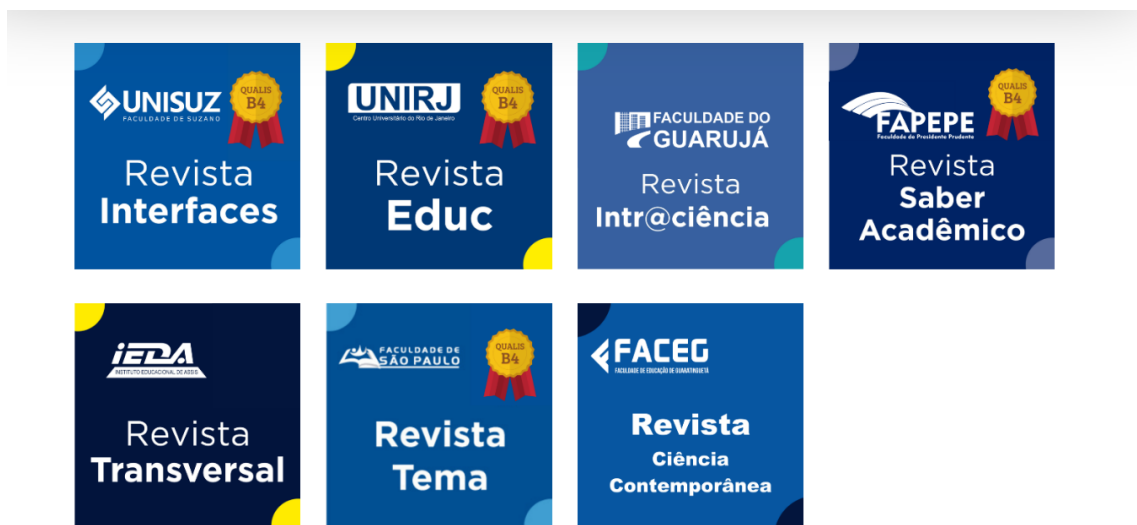 UNISUZ
FACULDADE DE SUZANO
QUALIS
B4
Revista
Interfaces
UNIRJ
Centro Universitário do Rio de Janeiro
QUALIS
B4
Revista
Educ
FACULDADE DO
GUARUJÁ
Revista
Intr@ciência
FAPEPE
Faculdade de Presidente Prudente
QUALIS
B4
Revista
Saber
Acadêmico
IEDA
INSTITUTO EDUCACIONAL DE ASSIS
Revista
Transversal
FACULDADE DE
SÃO PAULO
QUALIS
B4
Revista
Tema
FACEG
FACULDADE DE EDUCAÇÃO DE GUARATINGUETÁ
Revista
Ciência
Contemporânea